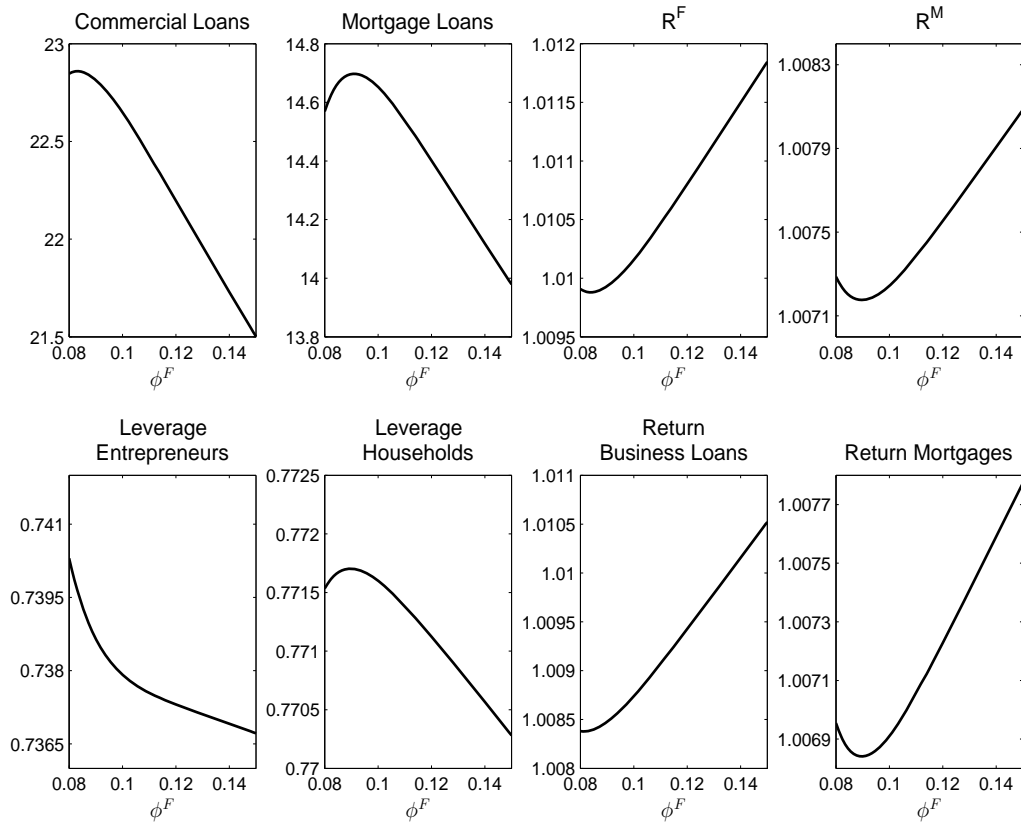 Commercial Loans
23
22.5
22
21.5
0.08 0.1 0.12 0.14
ϕ^F
Mortgage Loans
14.8
14.6
14.4
14.2
14
13.8
0.08 0.1 0.12 0.14
ϕ^F
R^F
1.012
1.0115
1.011
1.0105
1.01
1.0095
0.08 0.1 0.12 0.14
ϕ^F
R^M
1.0083
1.0079
1.0075
1.0071
0.08 0.1 0.12 0.14
ϕ^F
Leverage
Entrepreneurs
0.741
0.7395
0.738
0.7365
0.08 0.1 0.12 0.14
ϕ^F
Leverage
Households
0.7725
0.772
0.7715
0.771
0.7705
0.77
0.08 0.1 0.12 0.14
ϕ^F
Return
Business Loans
1.011
1.0105
1.01
1.0095
1.009
1.0085
1.008
0.08 0.1 0.12 0.14
ϕ^F
Return Mortgages
1.0077
1.0075
1.0073
1.0071
1.0069
0.08 0.1 0.12 0.14
ϕ^F